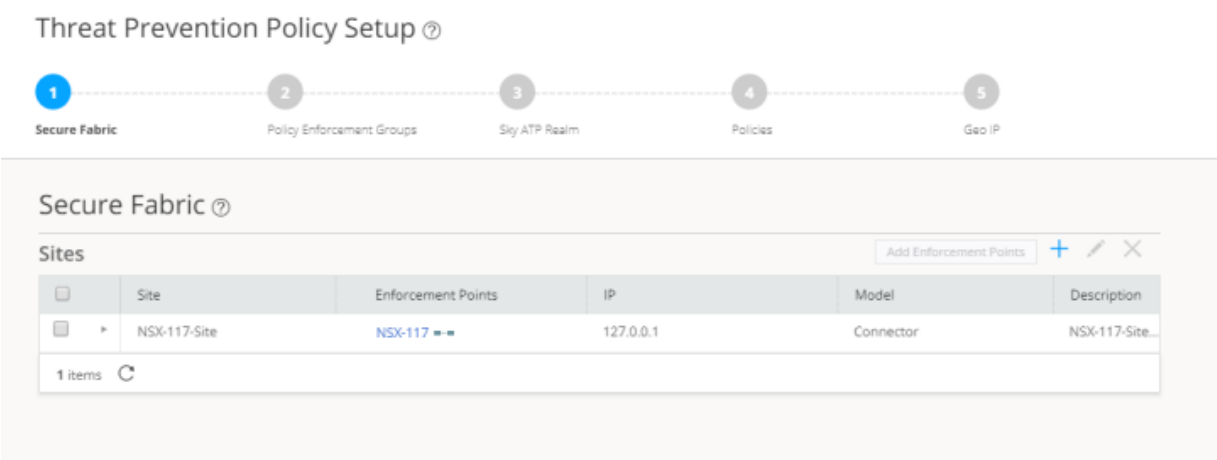 Threat Prevention Policy Setup ?
1 2 3 4 5
Secure Fabric Policy Enforcement Groups Sky ATP Realm Policies Geo IP
Secure Fabric ?
Sites Add Enforcement Points
Site Enforcement Points IP Model Description
NSX-117-Site NSX-117 127.0.0.1 Connector NSX-117-Site...
1 items